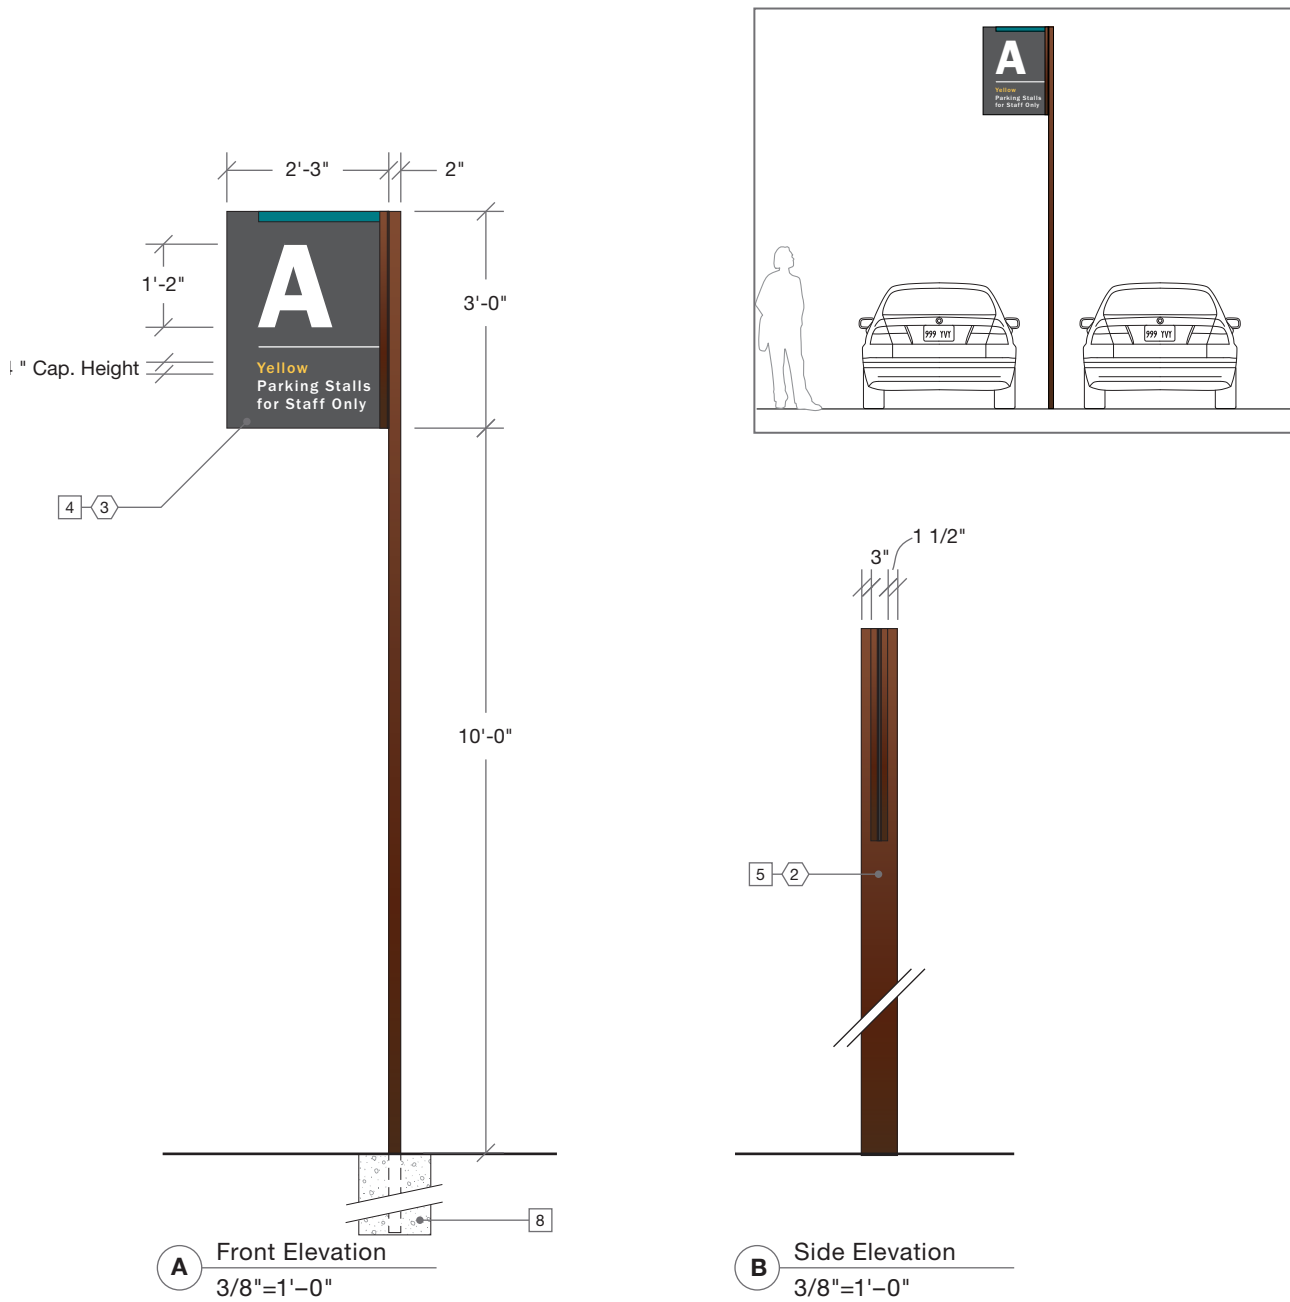 A
Yellow
Parking Stalls
for Staff Only
999 YVY
999 YVY
2'-3"
2"
A
Yellow
Parking Stalls
for Staff Only
1'-2"
" Cap. Height
3'-0"
4
3
10'-0"
8
A
Front Elevation
3/8"=1'–0"
1 1/2"
3"
5
2
B
Side Elevation
3/8"=1'–0"